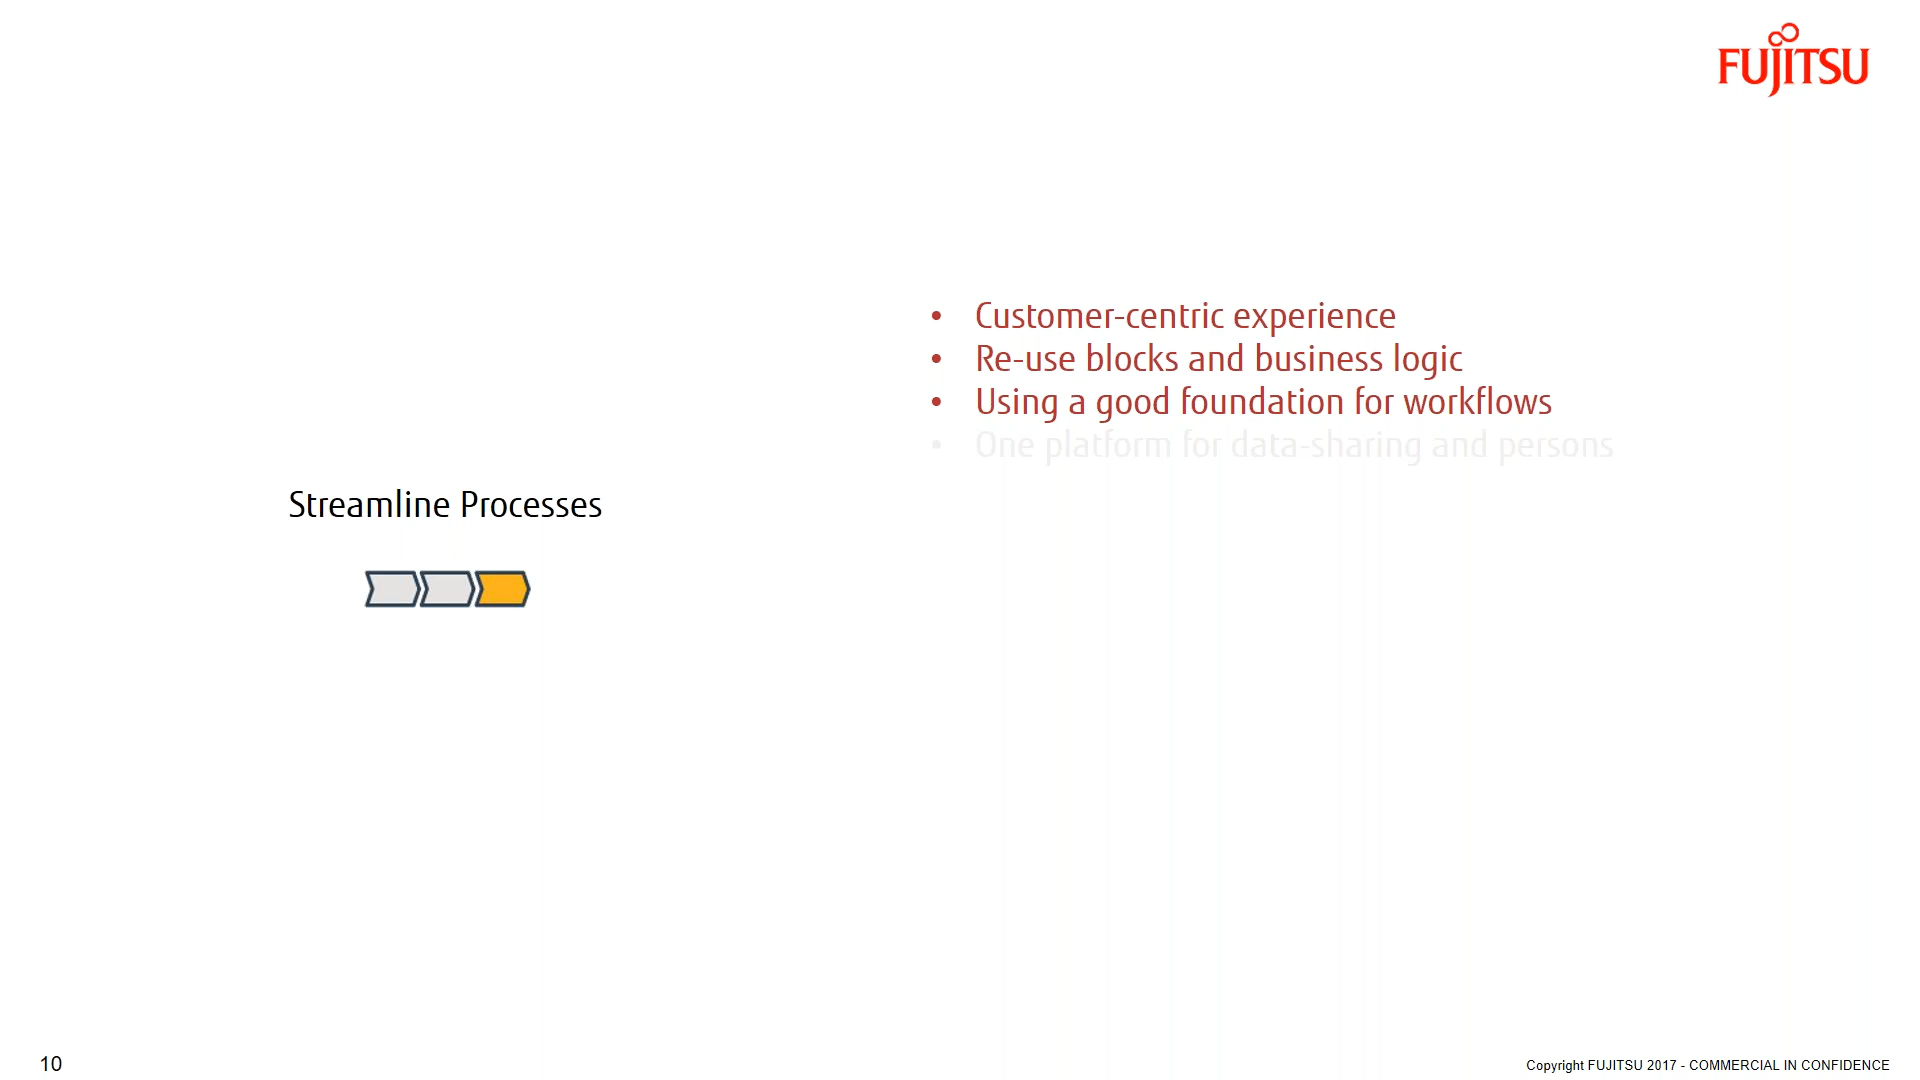 FUJITSU
• Customer-centric experience
• Re-use blocks and business logic
• Using a good foundation for workflows
• One platform for data-sharing and persons
Streamline Processes
10
Copyright FUJITSU 2017 - COMMERCIAL IN CONFIDENCE